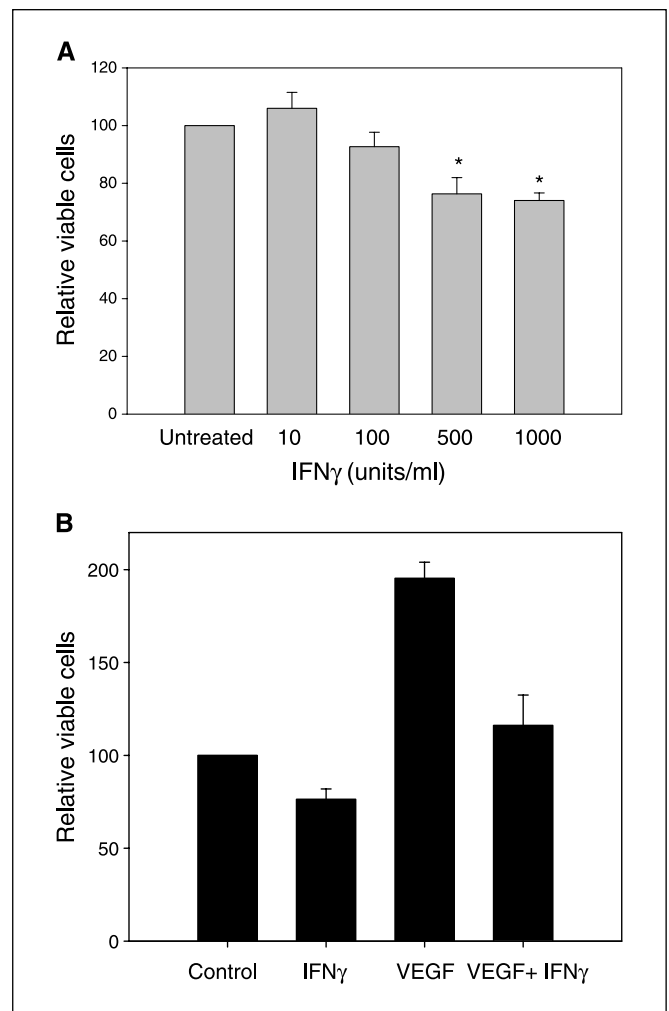 A
120
100
80
60
40
20
0
Relative viable cells
*
*
Untreated 10 100 500 1000
IFNγ (units/ml)
B
200
150
100
50
0
Relative viable cells
Control IFNγ VEGF VEGF+ IFNγ